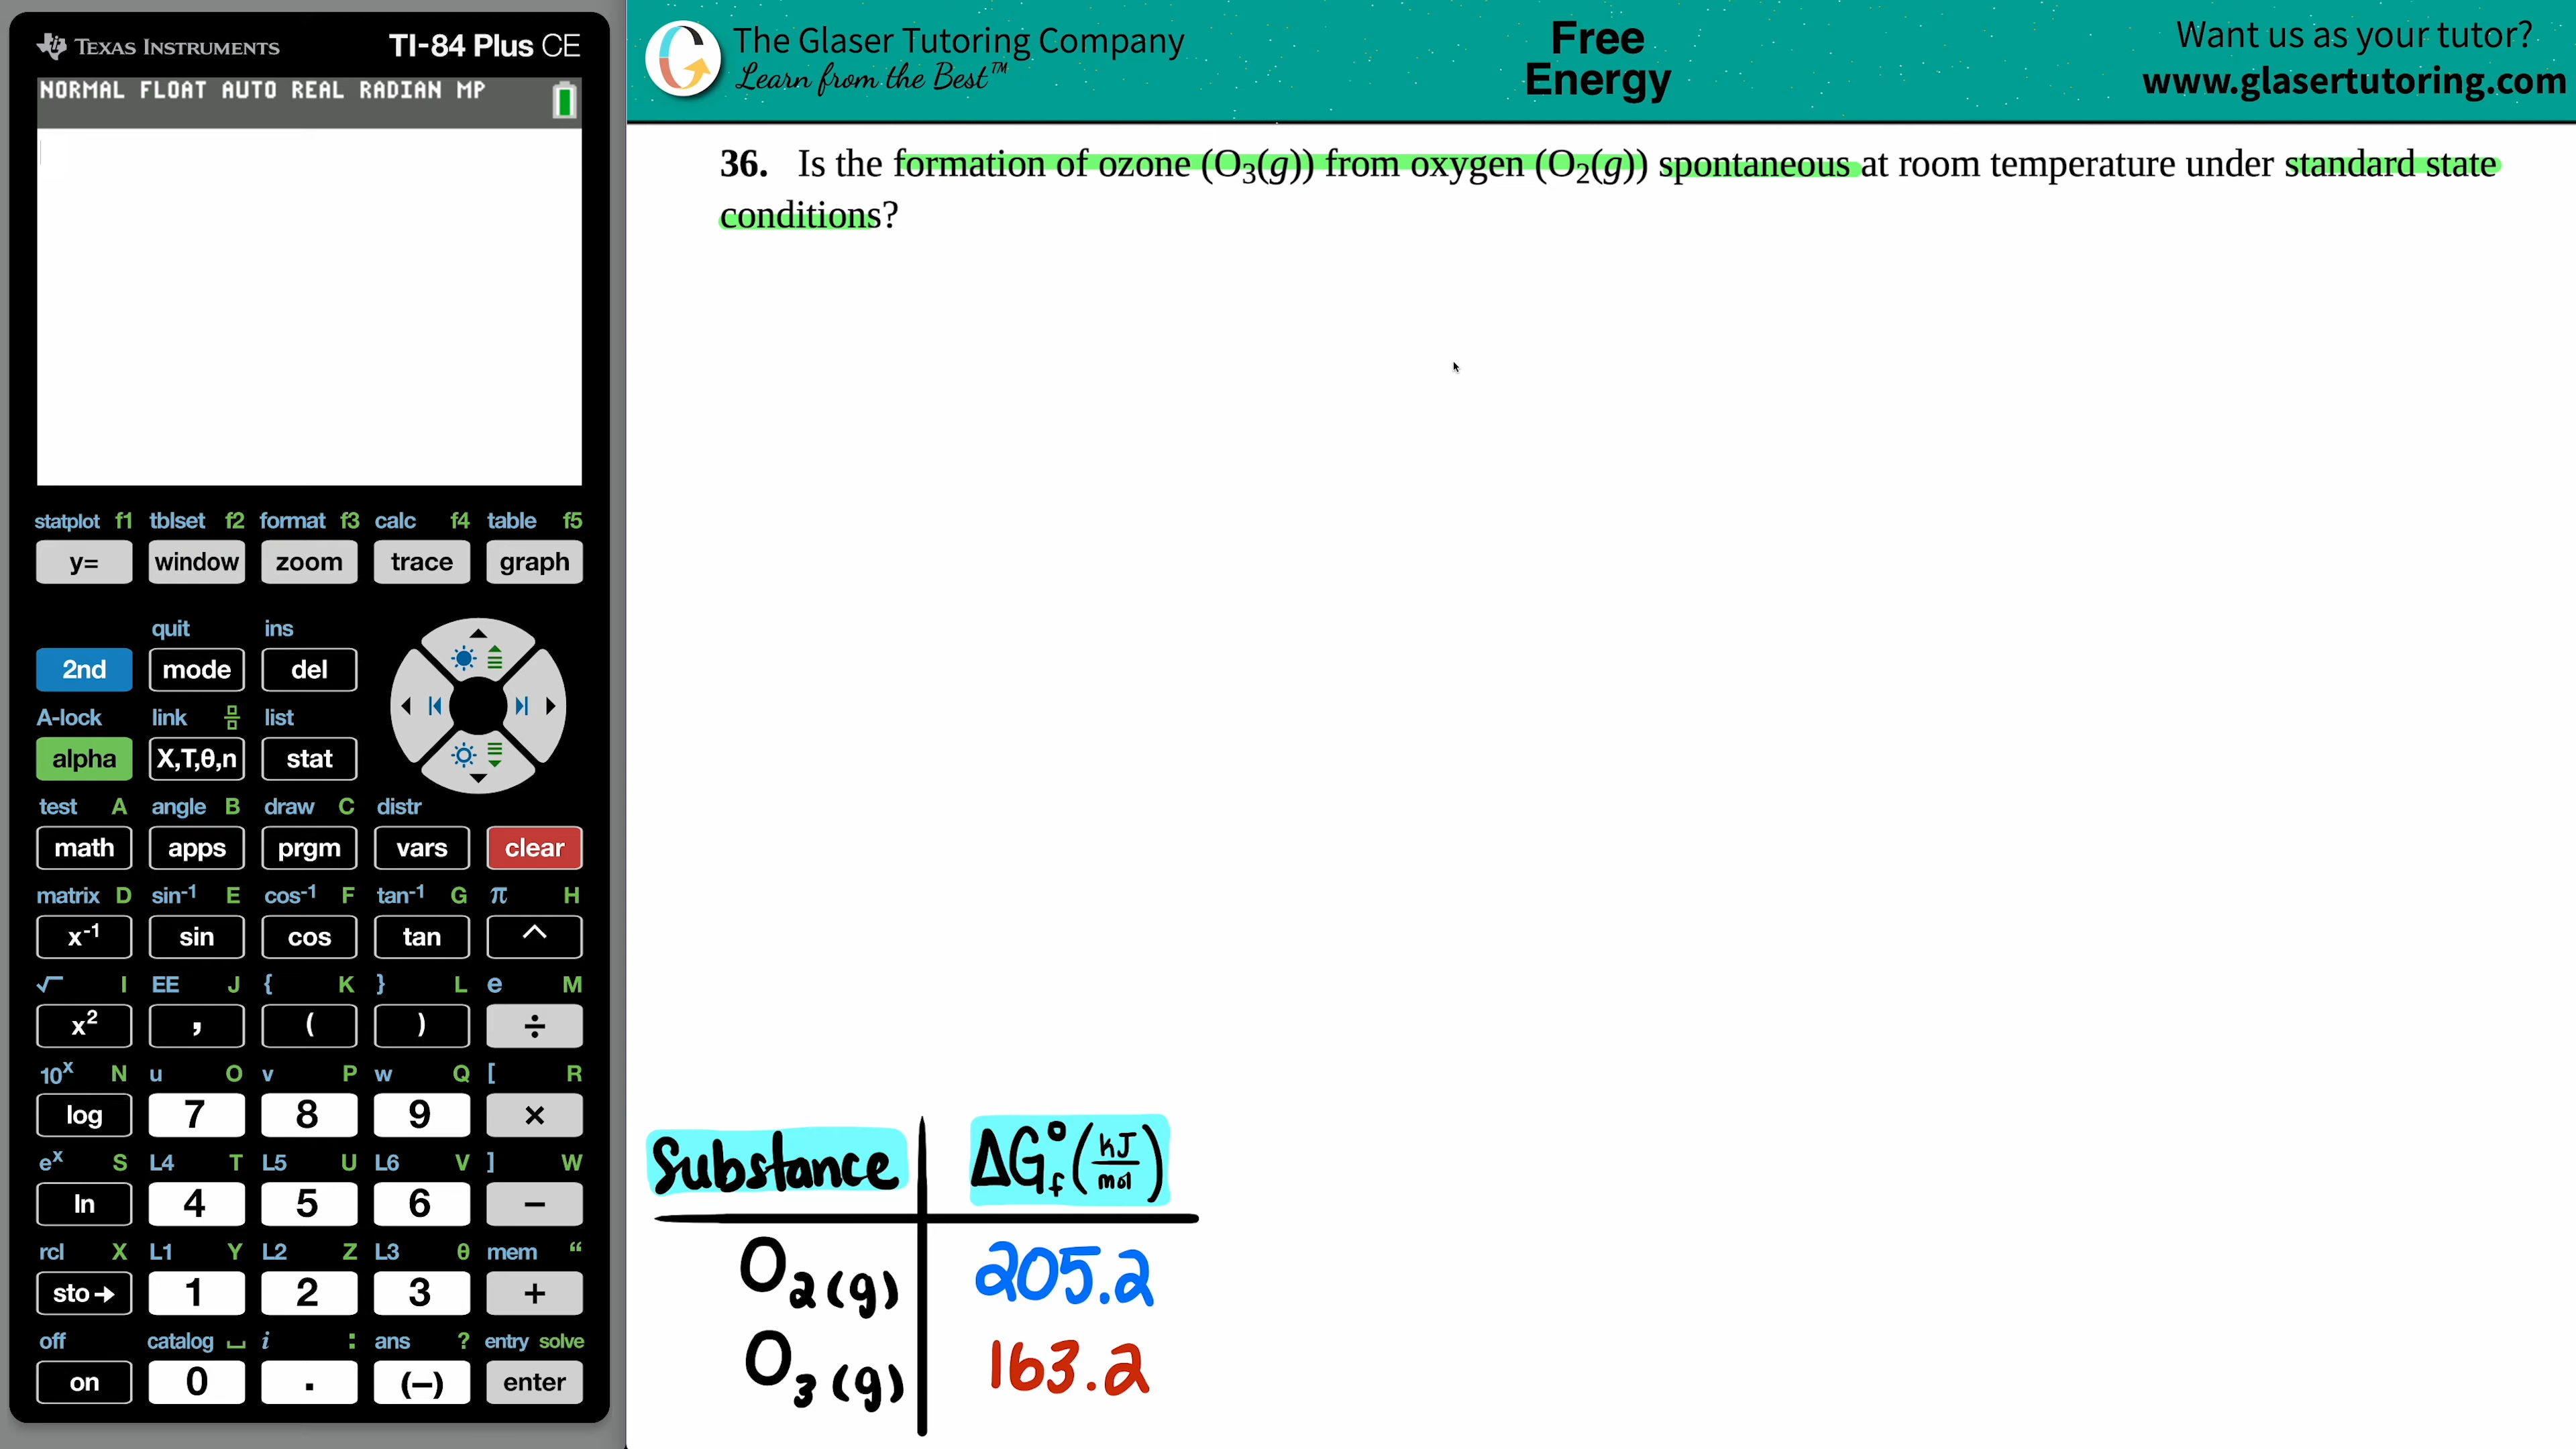 TEXAS INSTRUMENTS TI-84 Plus CE
NORMAL FLOAT AUTO REAL RADIAN MP
statplot f1 tblset f2 format f3 calc f4 table f5
y= window zoom trace graph
quit ins
2nd mode del
A-lock link list
alpha X,T,θ,n stat
test A angle B draw C distr
math apps prgm vars clear
matrix D sin⁻¹ E cos⁻¹ F tan⁻¹ G π H
x⁻¹ sin cos tan ^
√ I EE J { K } L e M
x² , ( ) ÷
10ˣ N u O v P w Q [ R
log 7 8 9 ×
eˣ S L4 T L5 U L6 V ] W
ln 4 5 6 −
rcl X L1 Y L2 Z L3 θ mem “
sto→ 1 2 3 +
off catalog ⎵ i : ans ? entry solve
on 0 . (−) enter
The Glaser Tutoring Company
Learn from the Best™
Free
Energy
Want us as your tutor?
www.glasertutoring.com
36. Is the formation of ozone (O₃(g)) from oxygen (O₂(g)) spontaneous at room temperature under standard state
conditions?
Substance ΔG°f (kJ/mol)
O₂(g) 205.2
O₃(g) 163.2